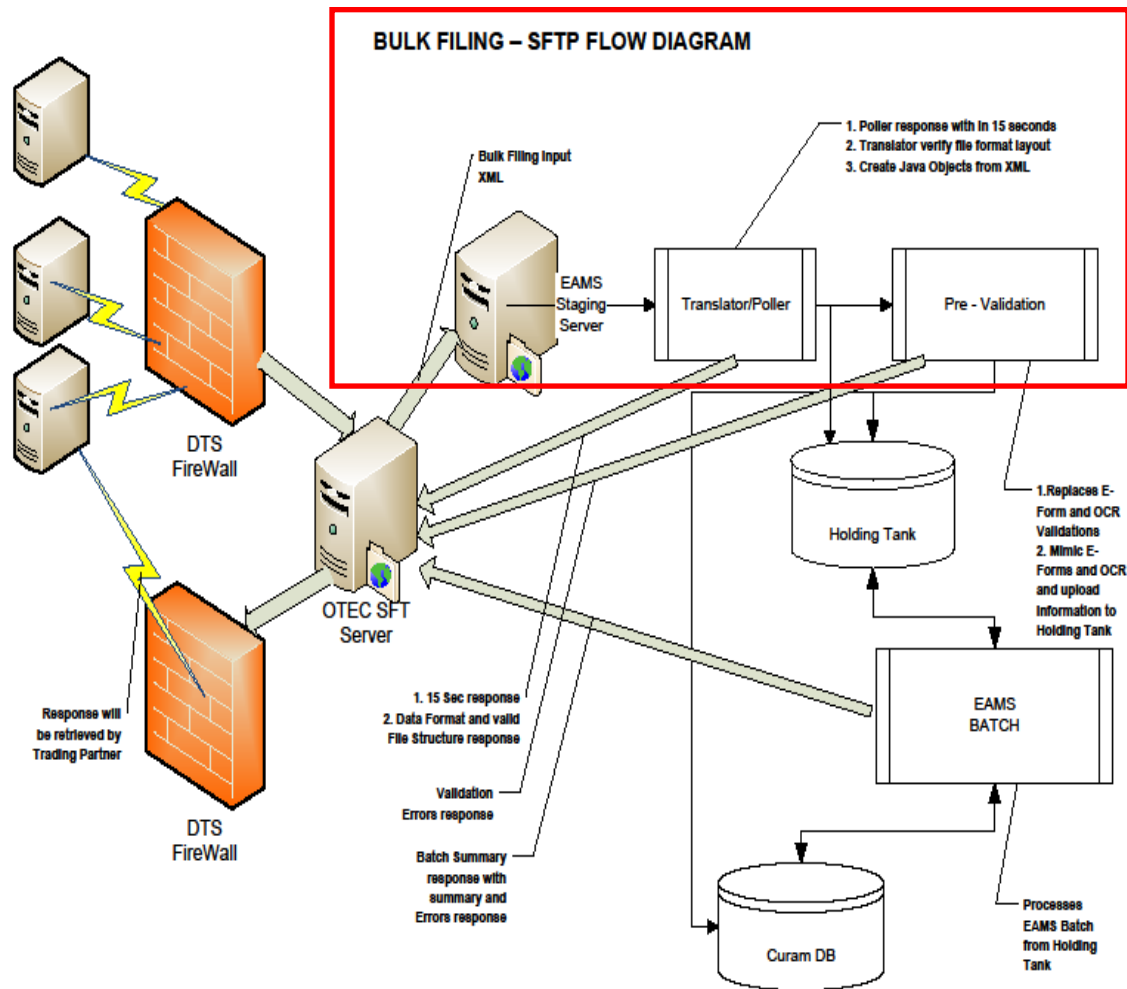 BULK FILING – SFTP FLOW DIAGRAM
1. Poller response with in 15 seconds
2. Translator verify file format layout
3. Create Java Objects from XML
Bulk Filing Input
XML
EAMS
Staging
Server
Translator/Poller
Pre - Validation
DTS
FireWall
Holding Tank
1.Replaces E-
Form and OCR
Validations
2. Mimic E-
Forms and OCR
and upload
Information to
Holding Tank
OTEC SFT
Server
Response will
be retrieved by
Trading Partner
1. 15 Sec response
2. Data Format and valid
File Structure response
EAMS
BATCH
Validation
Errors response
DTS
FireWall
Batch Summary
response with
summary and
Errors response
Curam DB
Processes
EAMS Batch
from Holding
Tank